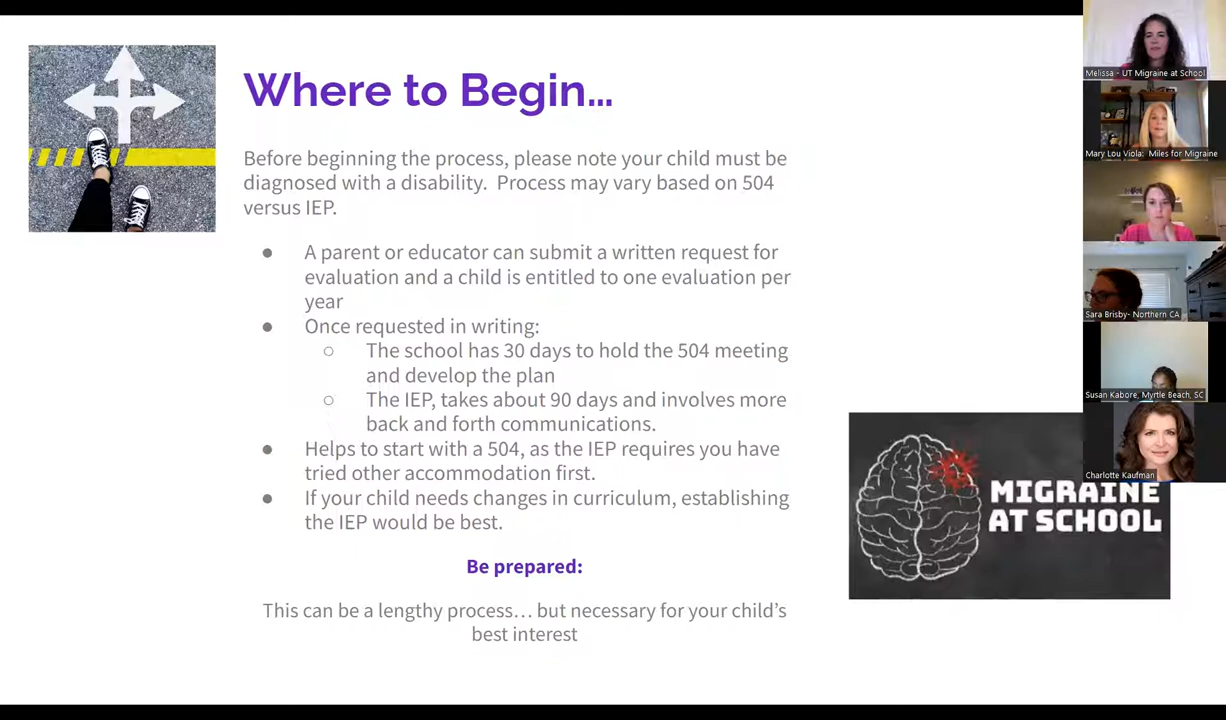 Where to Begin...
Before beginning the process, please note your child must be
diagnosed with a disability.  Process may vary based on 504
versus IEP.
● A parent or educator can submit a written request for
evaluation and a child is entitled to one evaluation per
year
● Once requested in writing:
○ The school has 30 days to hold the 504 meeting
and develop the plan
○ The IEP, takes about 90 days and involves more
back and forth communications.
● Helps to start with a 504, as the IEP requires you have
tried other accommodation first.
● If your child needs changes in curriculum, establishing
the IEP would be best.
Be prepared:
This can be a lengthy process... but necessary for your child's
best interest
MIGRAINE
AT SCHOOL
Melissa - UT Migraine at School
Mary Lou Viola: Miles for Migraine
Sara Brisby- Northern CA
Susan Kabore, Myrtle Beach, SC
Charlotte Kaufman